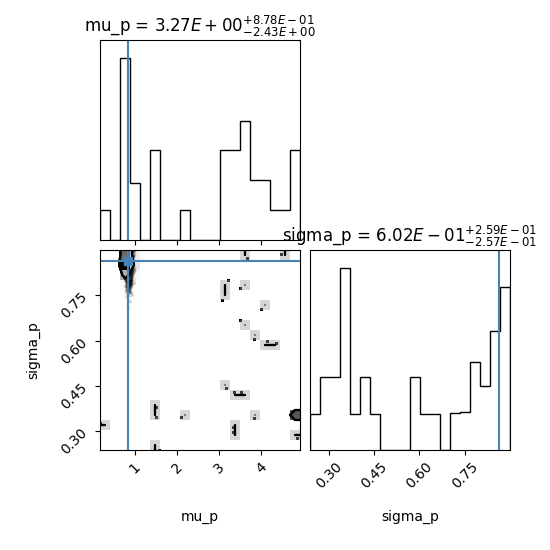 mu_p = 3.27E + 00^{+8.78E−01}_{−2.43E+00}
sigma_p = 6.02E − 01^{+2.59E−01}_{−2.57E−01}
sigma_p
0.75
0.60
0.45
0.30
1 2 3 4
mu_p
0.30 0.45 0.60 0.75
sigma_p